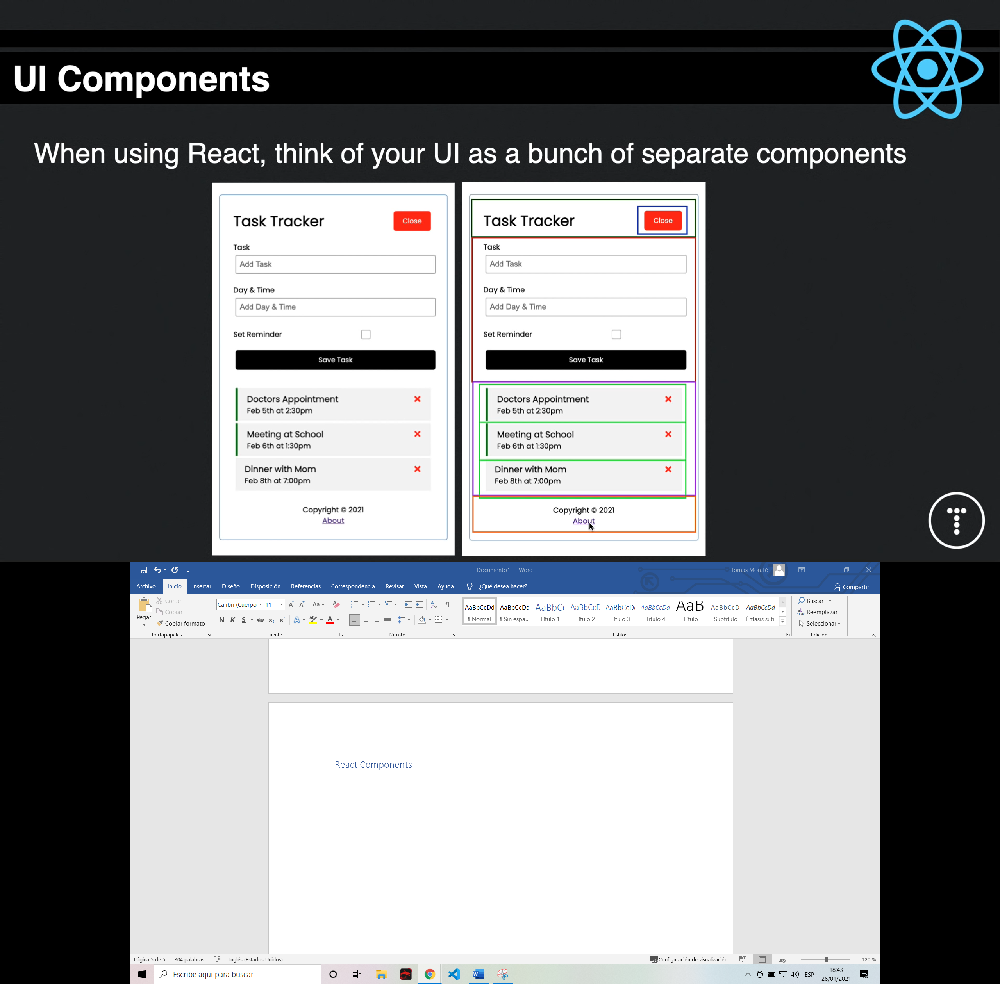 UI Components
When using React, think of your UI as a bunch of separate components
Task Tracker
Close
Task
Add Task
Day & Time
Add Day & Time
Set Reminder
Save Task
Doctors Appointment
Feb 5th at 2:30pm
Meeting at School
Feb 6th at 1:30pm
Dinner with Mom
Feb 8th at 7:00pm
Copyright © 2021
About
Task Tracker
Close
Task
Add Task
Day & Time
Add Day & Time
Set Reminder
Save Task
Doctors Appointment
Feb 5th at 2:30pm
Meeting at School
Feb 6th at 1:30pm
Dinner with Mom
Feb 8th at 7:00pm
Copyright © 2021
About
Documento1 - Word
Tomàs Morató
Archivo Inicio Insertar Diseño Disposición Referencias Correspondencia Revisar Vista Ayuda ¿Qué desea hacer? Compartir
Pegar
Cortar
Copiar
Copiar formato
Portapapeles
Calibri (Cuerpo 11
N K S abc x₂ x²
Fuente
Párrafo
AaBbCcDd AaBbCcDd AaBbC( AaBbCcE AaBbCcD AaBbCcDd AaB AaBbCcD AaBbCcDd
¶ Normal ¶ Sin espa... Título 1 Título 2 Título 3 Título 4 Título Subtítulo Énfasis sutil
Estilos
Buscar
Reemplazar
Seleccionar
Edición
React Components
Página 5 de 5 304 palabras Inglés (Estados Unidos) Configuración de visualización 120 %
Escribe aquí para buscar
ESP
18:43
26/01/2021